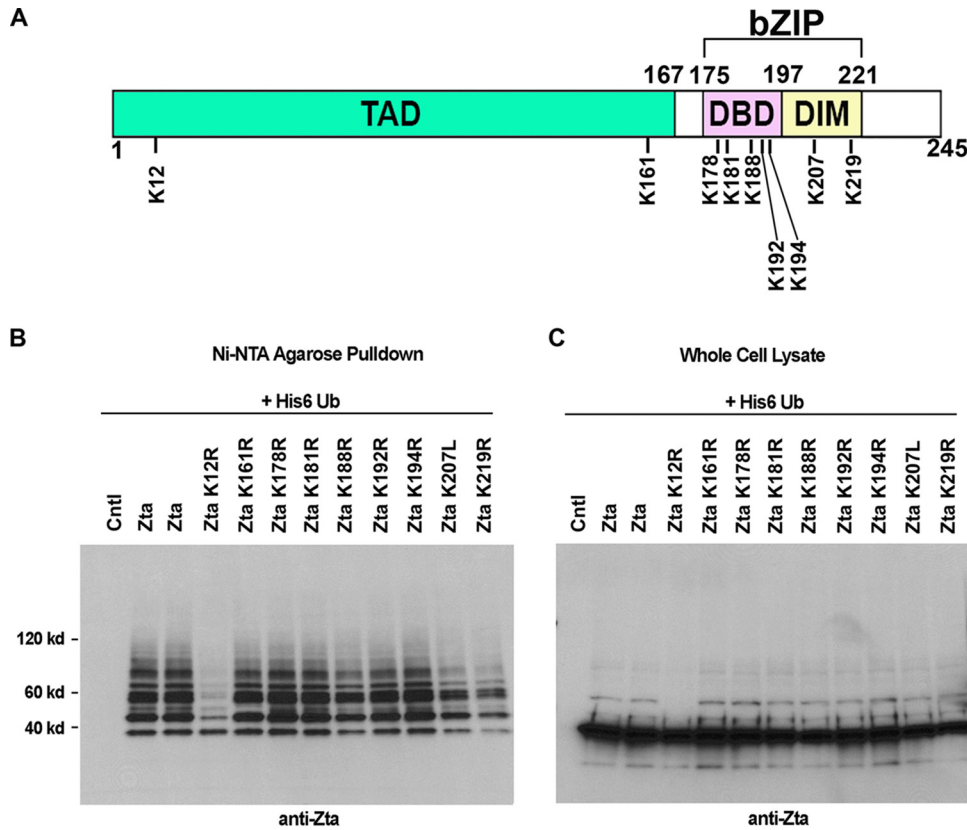 A
bZIP
167 175 197 221
TAD DBD DIM
1 245
K12 K161 K178 K181 K188 K207 K219
K192 K194
B
Ni-NTA Agarose Pulldown
+ His6 Ub
Cntl Zta Zta Zta K12R Zta K161R Zta K178R Zta K181R Zta K188R Zta K192R Zta K194R Zta K207L Zta K219R
120 kd -
60 kd -
40 kd -
anti-Zta
C
Whole Cell Lysate
+ His6 Ub
Cntl Zta Zta Zta K12R Zta K161R Zta K178R Zta K181R Zta K188R Zta K192R Zta K194R Zta K207L Zta K219R
anti-Zta